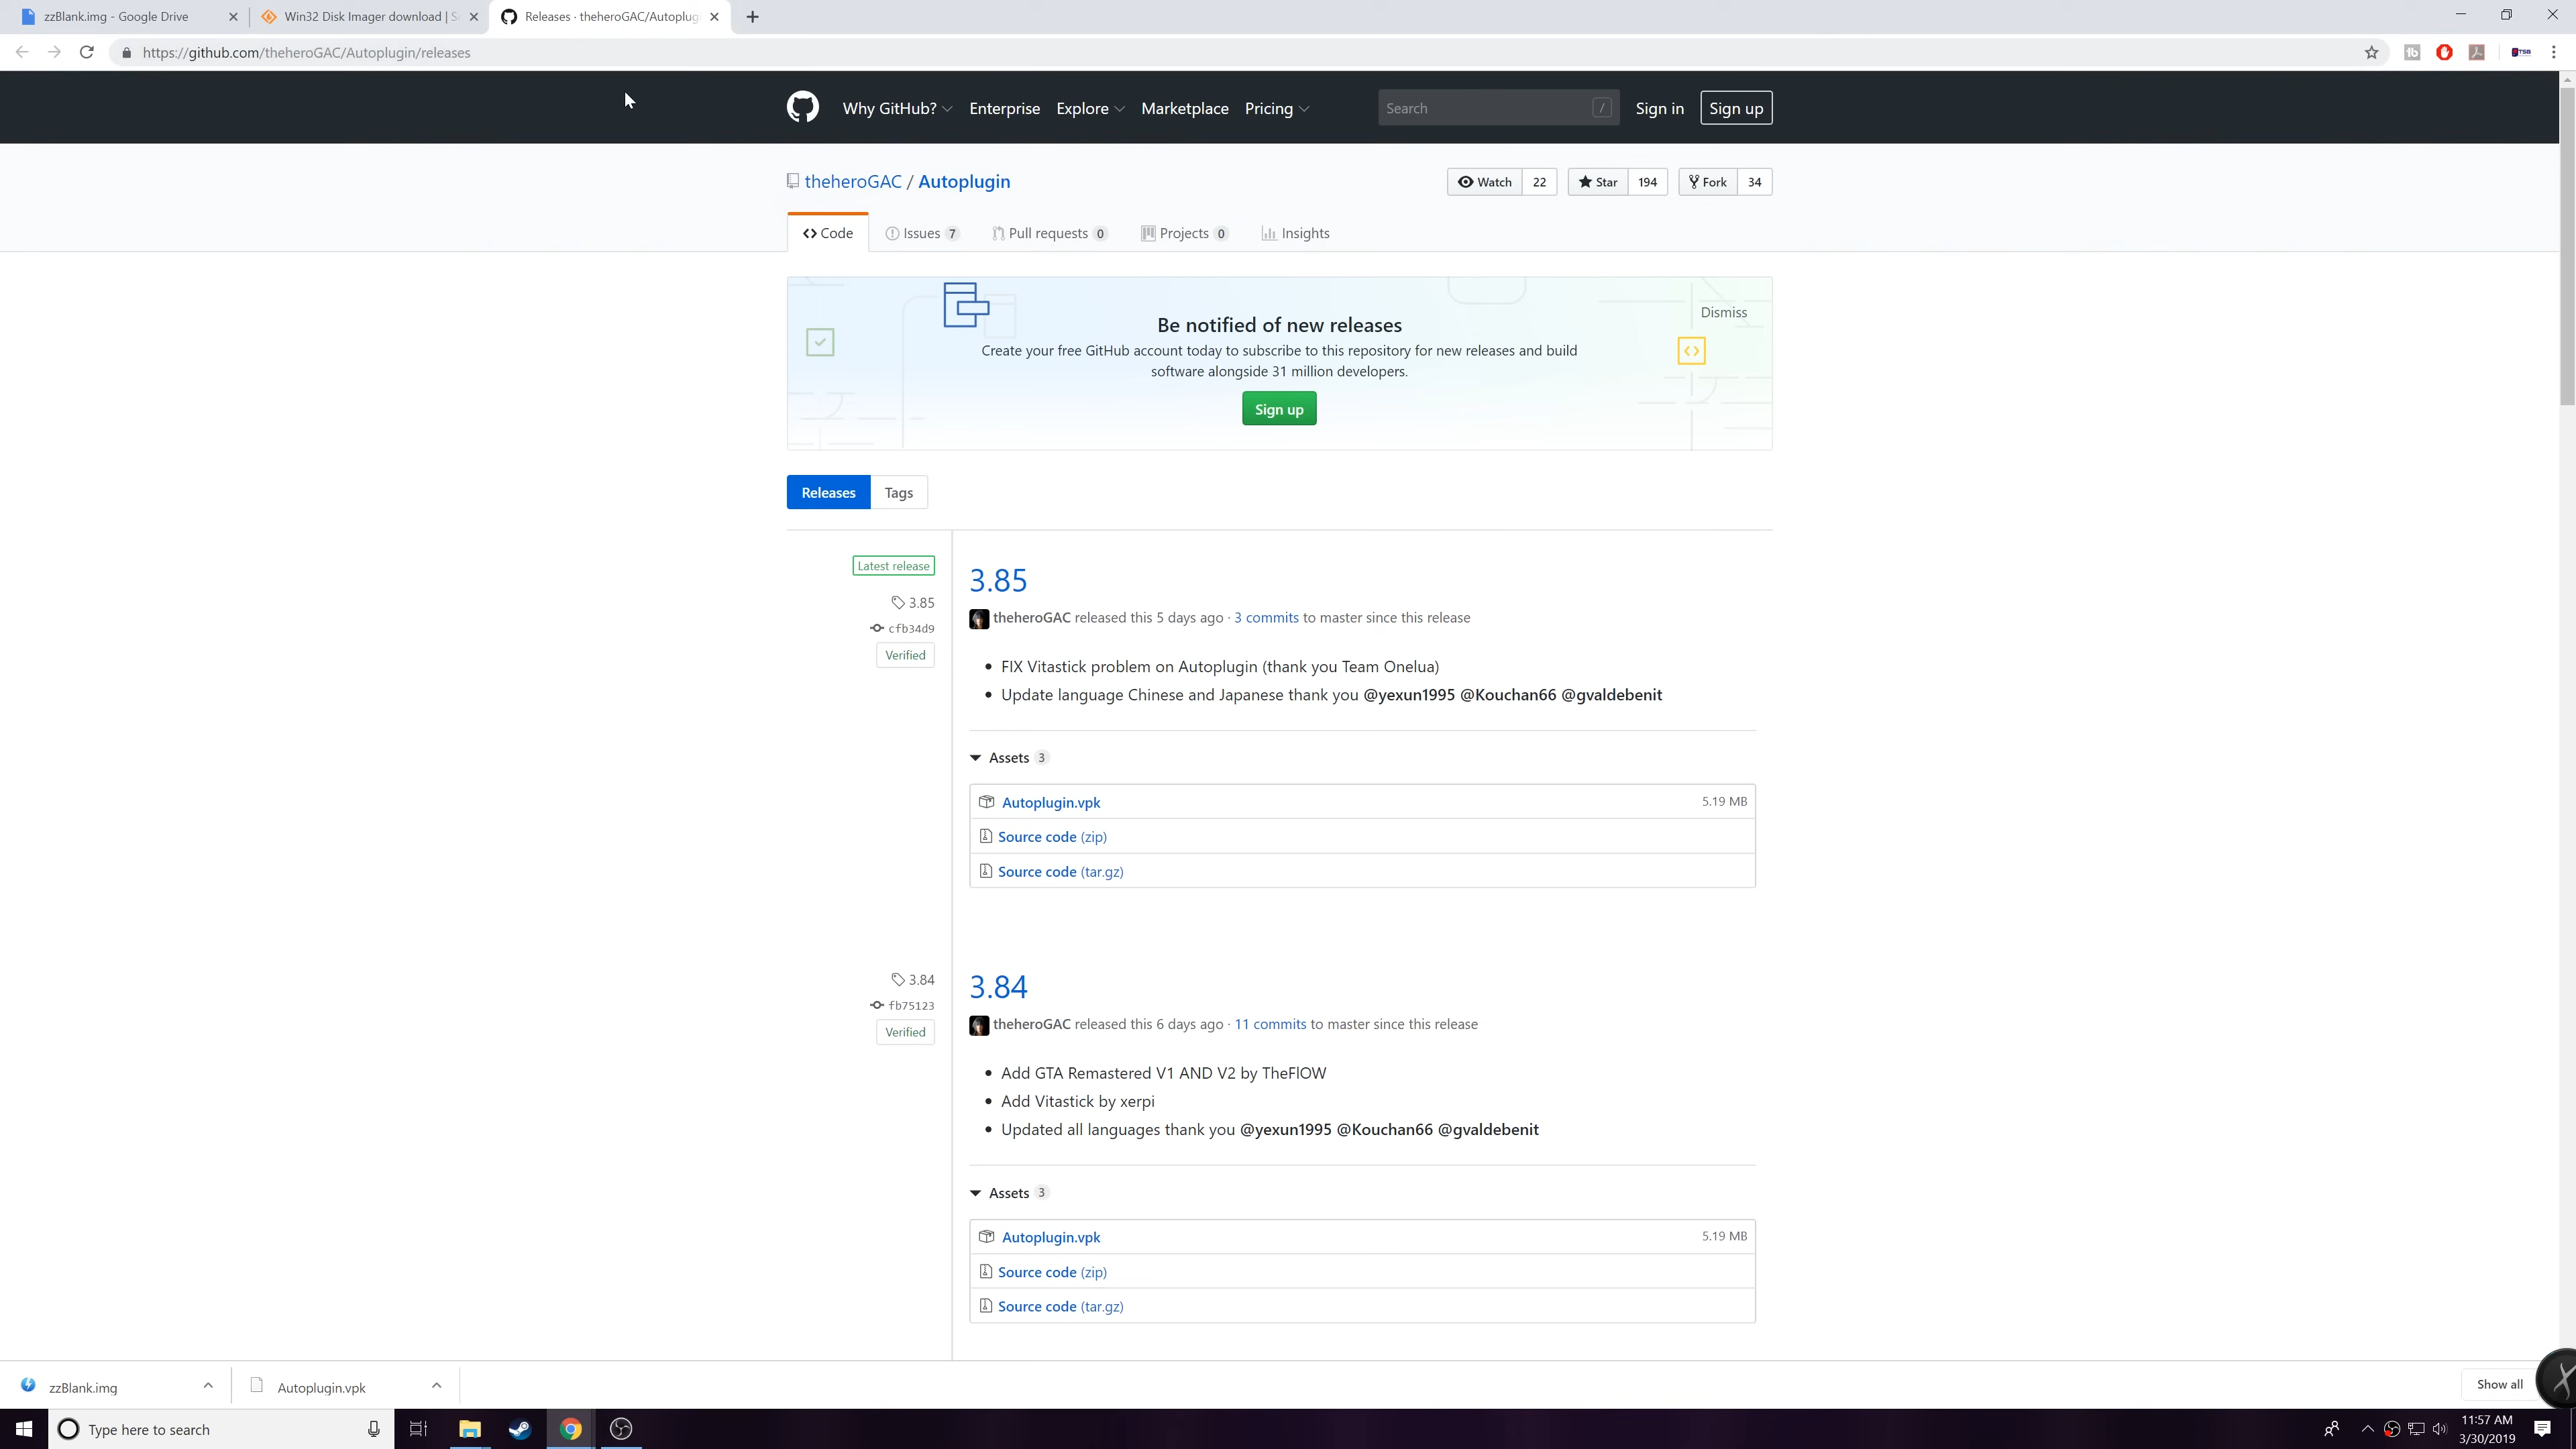 zzBlank.img - Google Drive
Win32 Disk Imager download | S
Releases · theheroGAC/Autoplug
https://github.com/theheroGAC/Autoplugin/releases
Why GitHub? Enterprise Explore Marketplace Pricing Search / Sign in Sign up
theheroGAC / Autoplugin
Watch 22 Star 194 Fork 34
Code Issues 7 Pull requests 0 Projects 0 Insights
Be notified of new releases
Dismiss
Create your free GitHub account today to subscribe to this repository for new releases and build
software alongside 31 million developers.
Sign up
Releases Tags
Latest release
3.85
cfb34d9
Verified
3.85
theheroGAC released this 5 days ago · 3 commits to master since this release
• FIX Vitastick problem on Autoplugin (thank you Team Onelua)
• Update language Chinese and Japanese thank you @yexun1995 @Kouchan66 @gvaldebenit
Assets 3
Autoplugin.vpk 5.19 MB
Source code (zip)
Source code (tar.gz)
3.84
fb75123
Verified
3.84
theheroGAC released this 6 days ago · 11 commits to master since this release
• Add GTA Remastered V1 AND V2 by TheFlOW
• Add Vitastick by xerpi
• Updated all languages thank you @yexun1995 @Kouchan66 @gvaldebenit
Assets 3
Autoplugin.vpk 5.19 MB
Source code (zip)
Source code (tar.gz)
zzBlank.img
Autoplugin.vpk
Show all
Type here to search
11:57 AM
3/30/2019